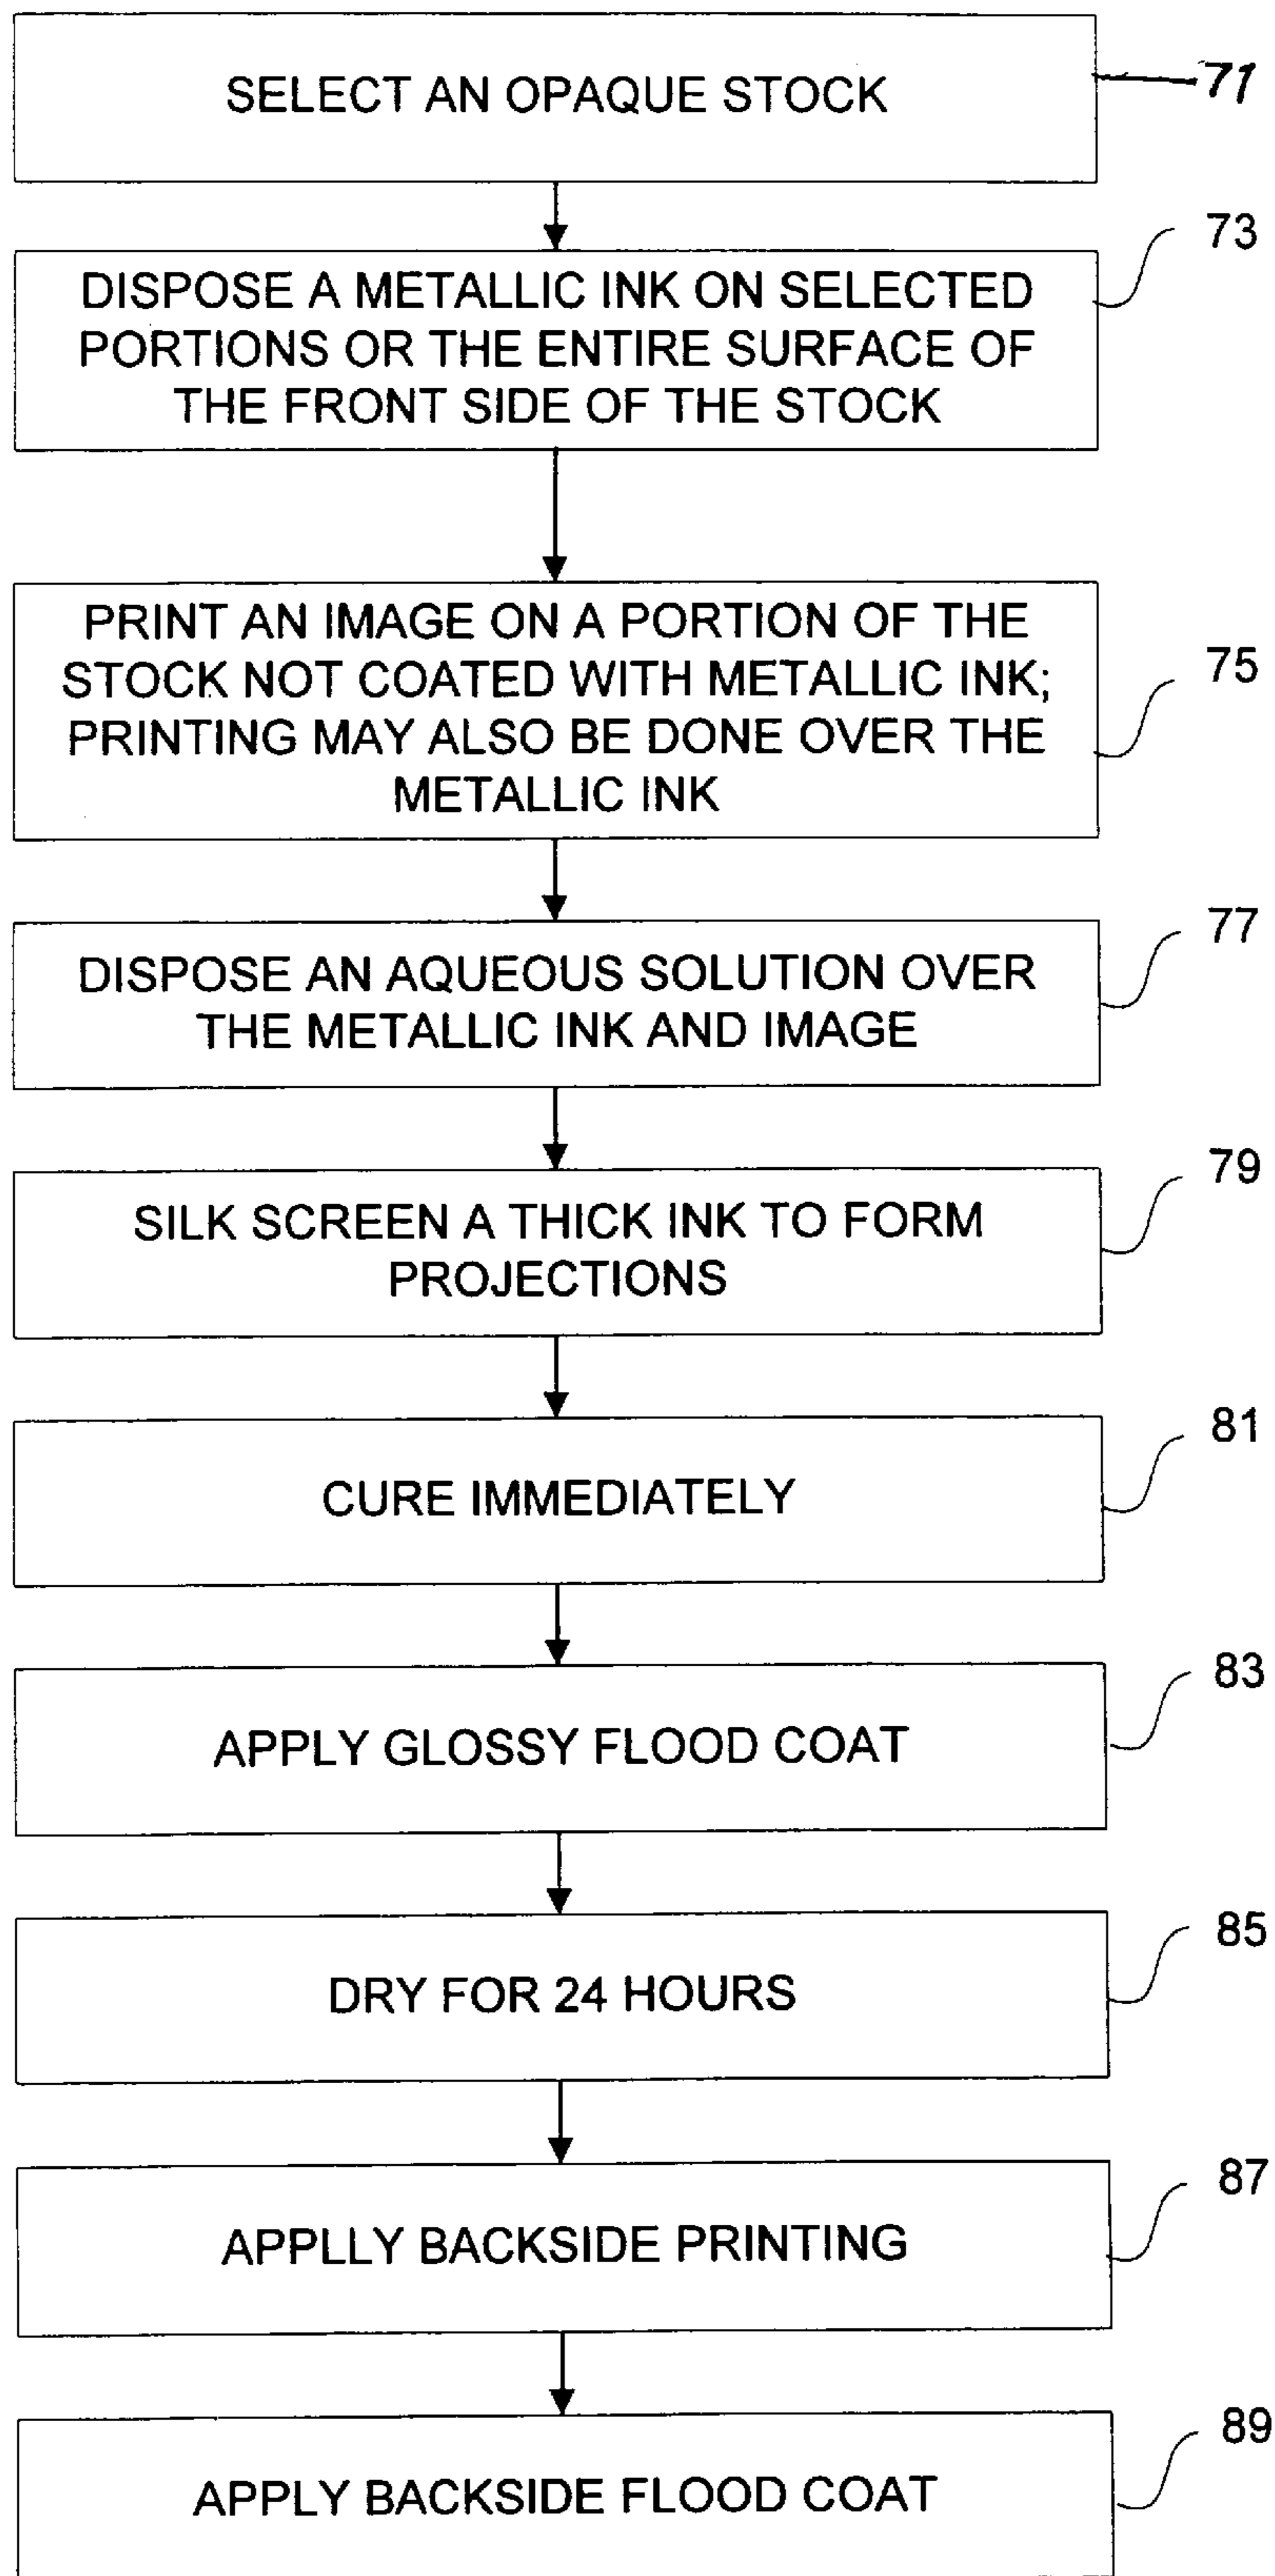 SELECT AN OPAQUE STOCK
71
73
DISPOSE A METALLIC INK ON SELECTED
PORTIONS OR THE ENTIRE SURFACE OF
THE FRONT SIDE OF THE STOCK
PRINT AN IMAGE ON A PORTION OF THE
STOCK NOT COATED WITH METALLIC INK;
75
PRINTING MAY ALSO BE DONE OVER THE
METALLIC INK
77
DISPOSE AN AQUEOUS SOLUTION OVER
THE METALLIC INK AND IMAGE
79
SILK SCREEN A THICK INK TO FORM
PROJECTIONS
81
CURE IMMEDIATELY
83
APPLY GLOSSY FLOOD COAT
85
DRY FOR 24 HOURS
87
APPLLY BACKSIDE PRINTING
89
APPLY BACKSIDE FLOOD COAT